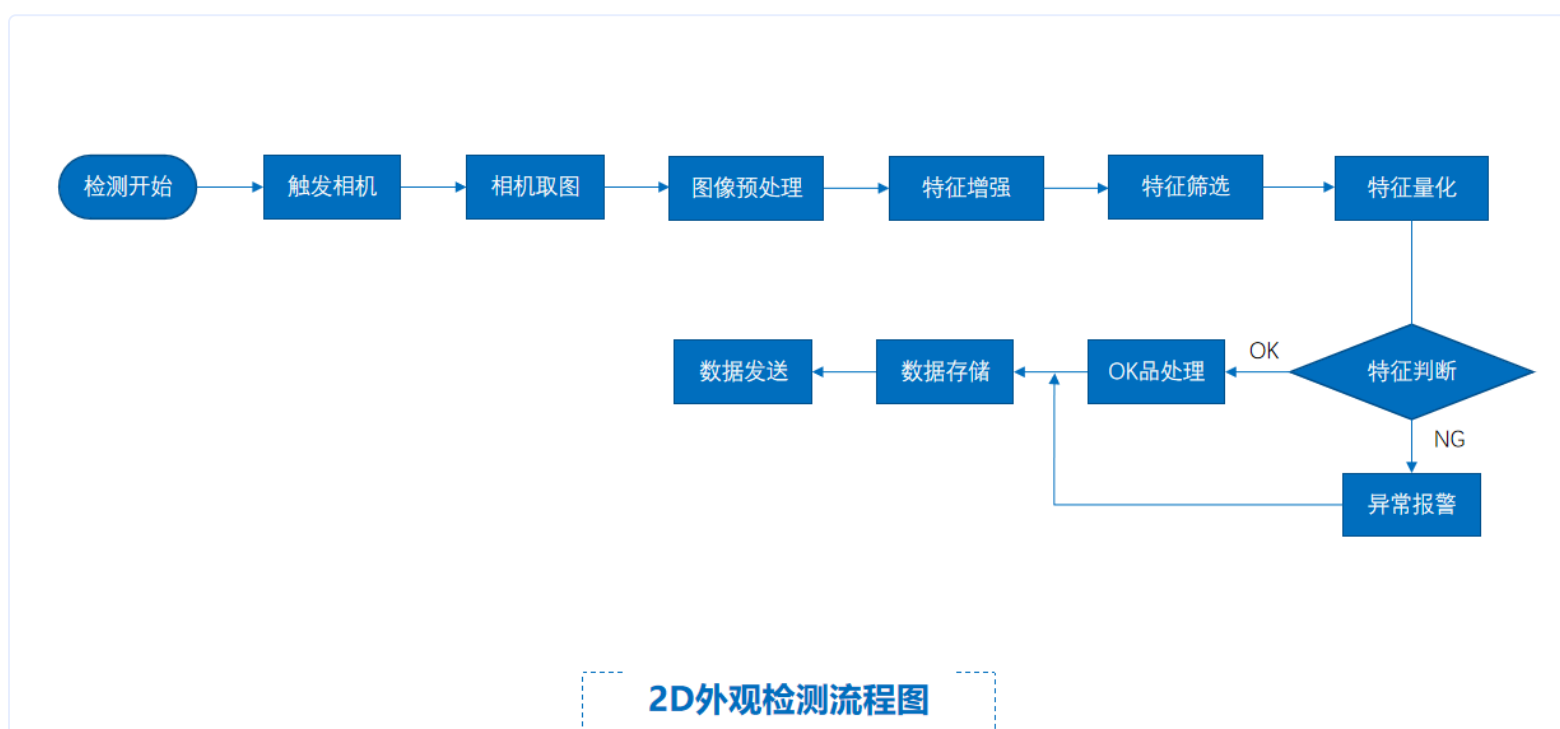 检测开始
触发相机
相机取图
图像预处理
特征增强
特征筛选
特征量化
特征判断
OK
OK品处理
数据存储
数据发送
NG
异常报警
2D外观检测流程图